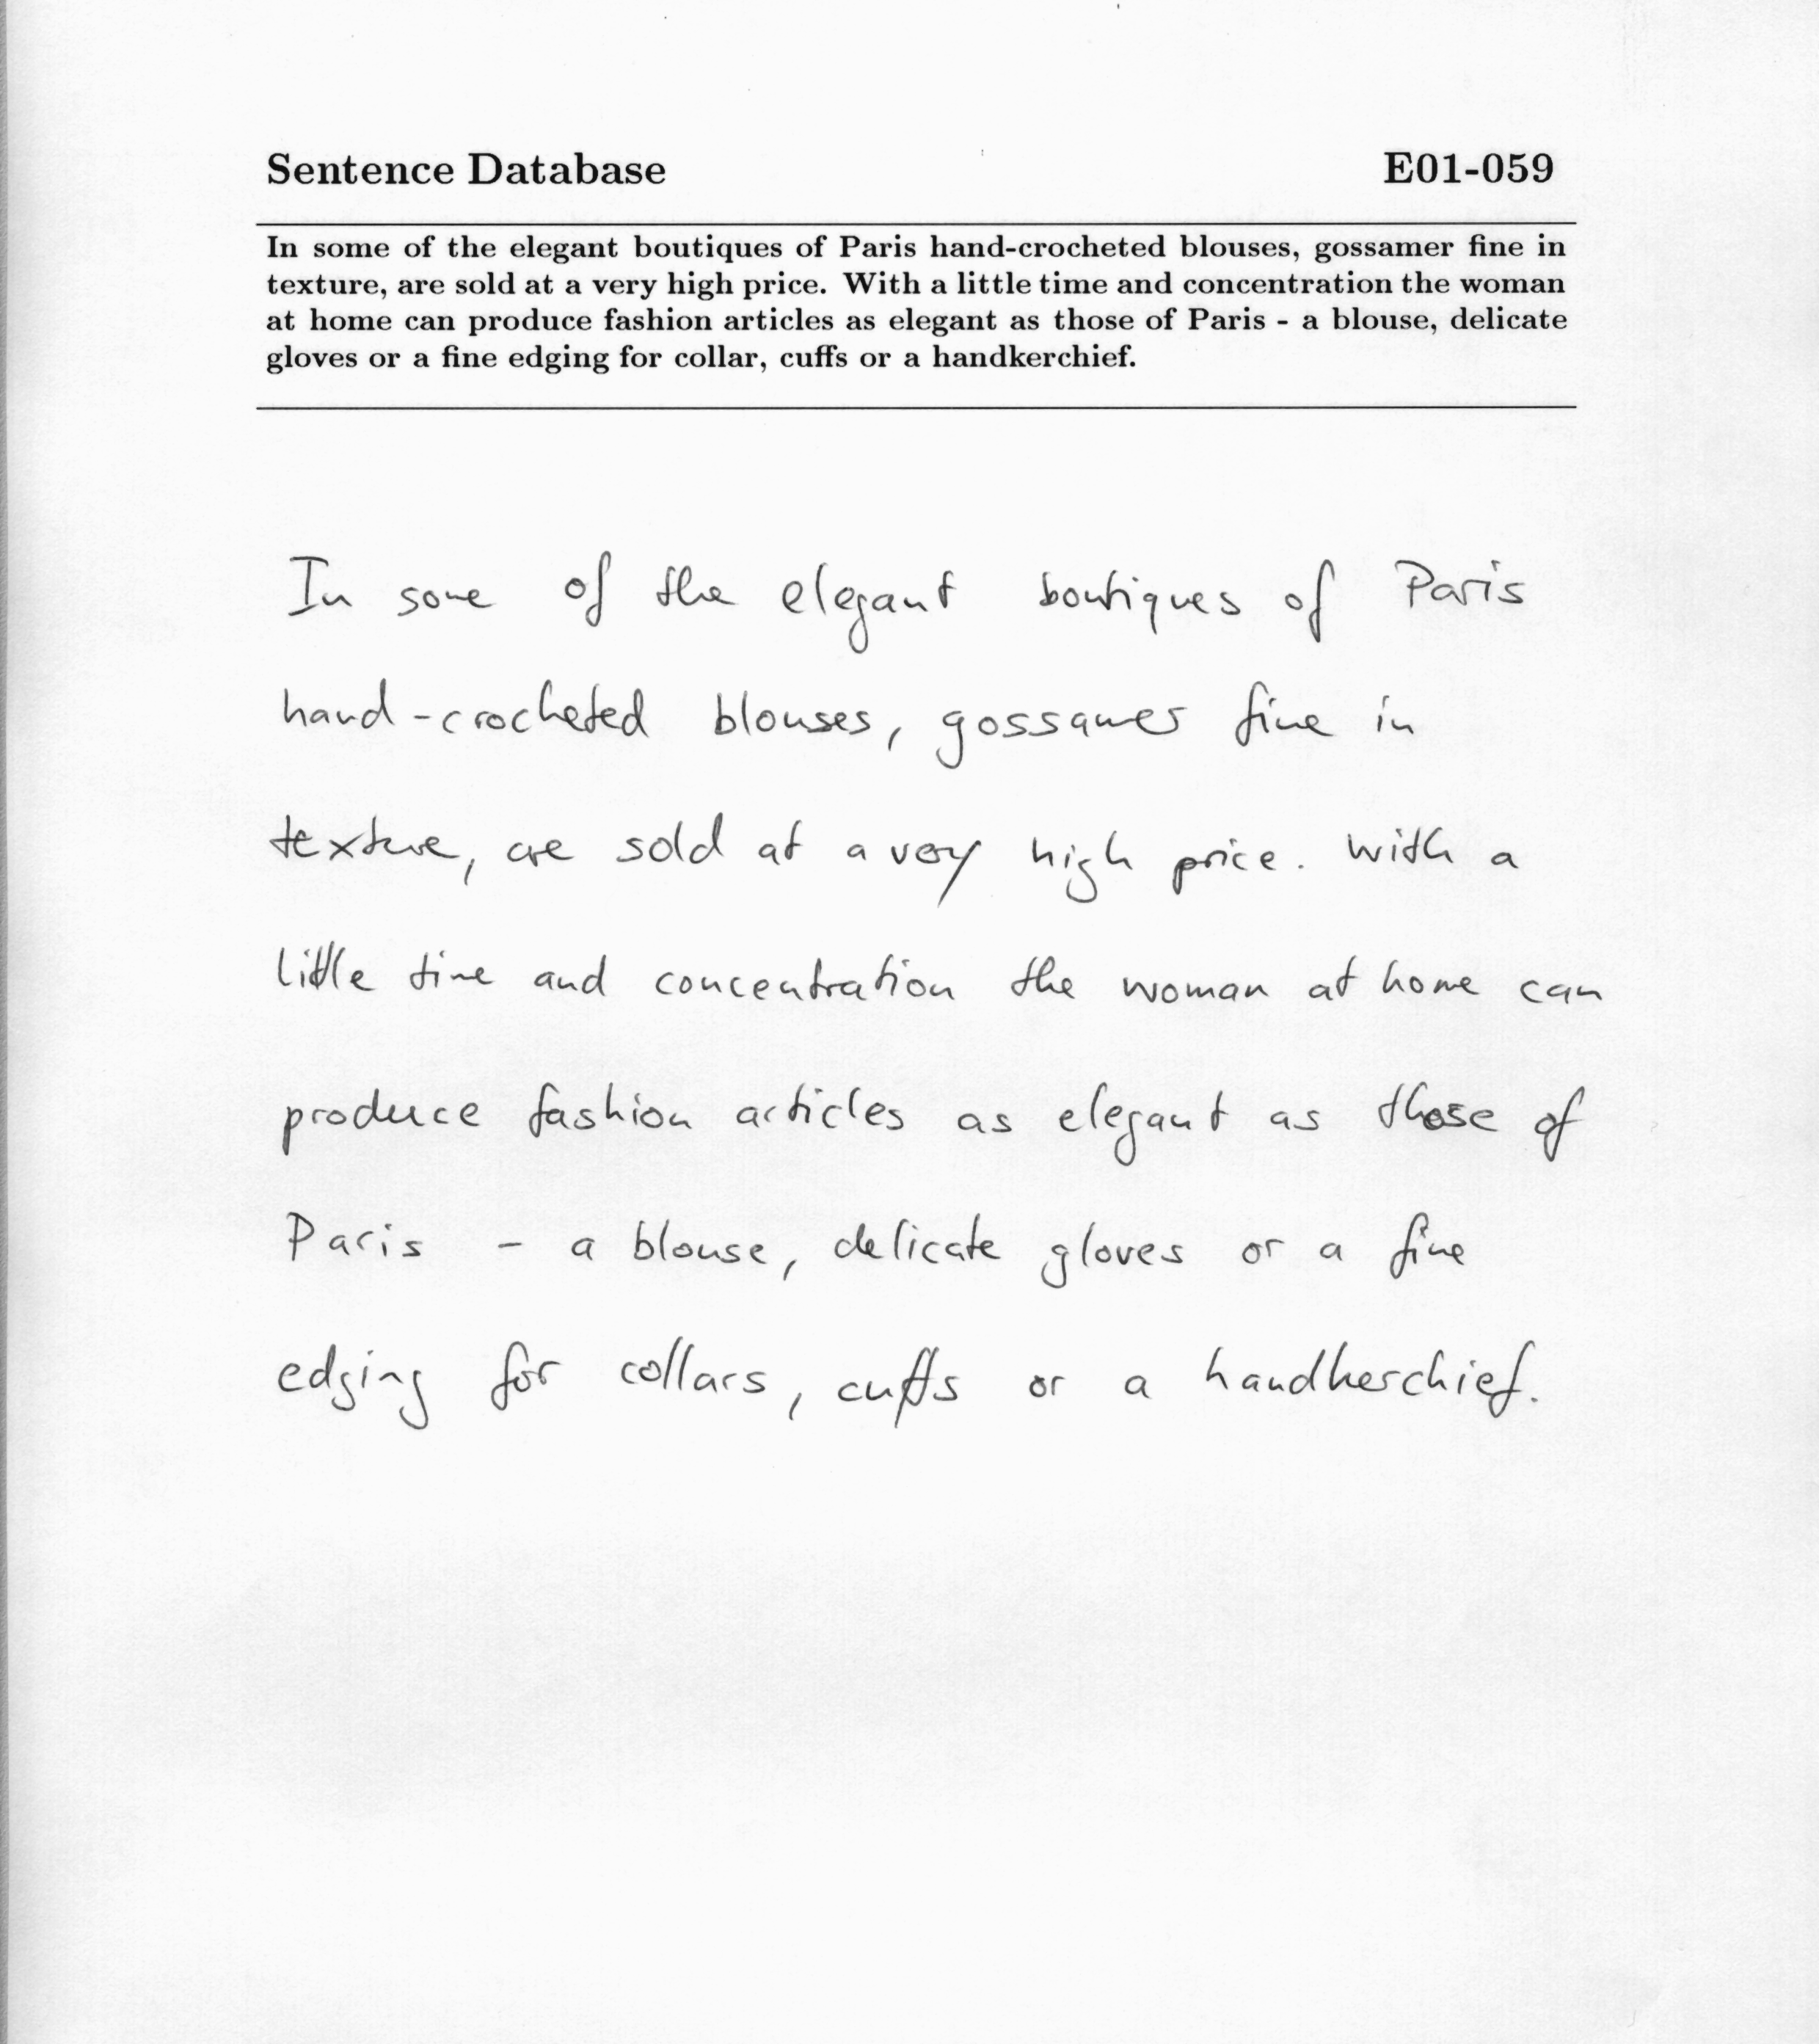 Sentence Database E01-059
In some of the elegant boutiques of Paris hand-crocheted blouses, gossamer fine in
texture, are sold at a very high price. With a little time and concentration the woman
at home can produce fashion articles as elegant as those of Paris - a blouse, delicate
gloves or a fine edging for collar, cuffs or a handkerchief.
In some of the elegant boutiques of Paris
hand-crocheted blouses, gossamer fine in
texture, are sold at a very high price. With a
little time and concentration the woman at home can
produce fashion articles as elegant as those of
Paris - a blouse, delicate gloves or a fine
edging for collars, cuffs or a handkerchief.